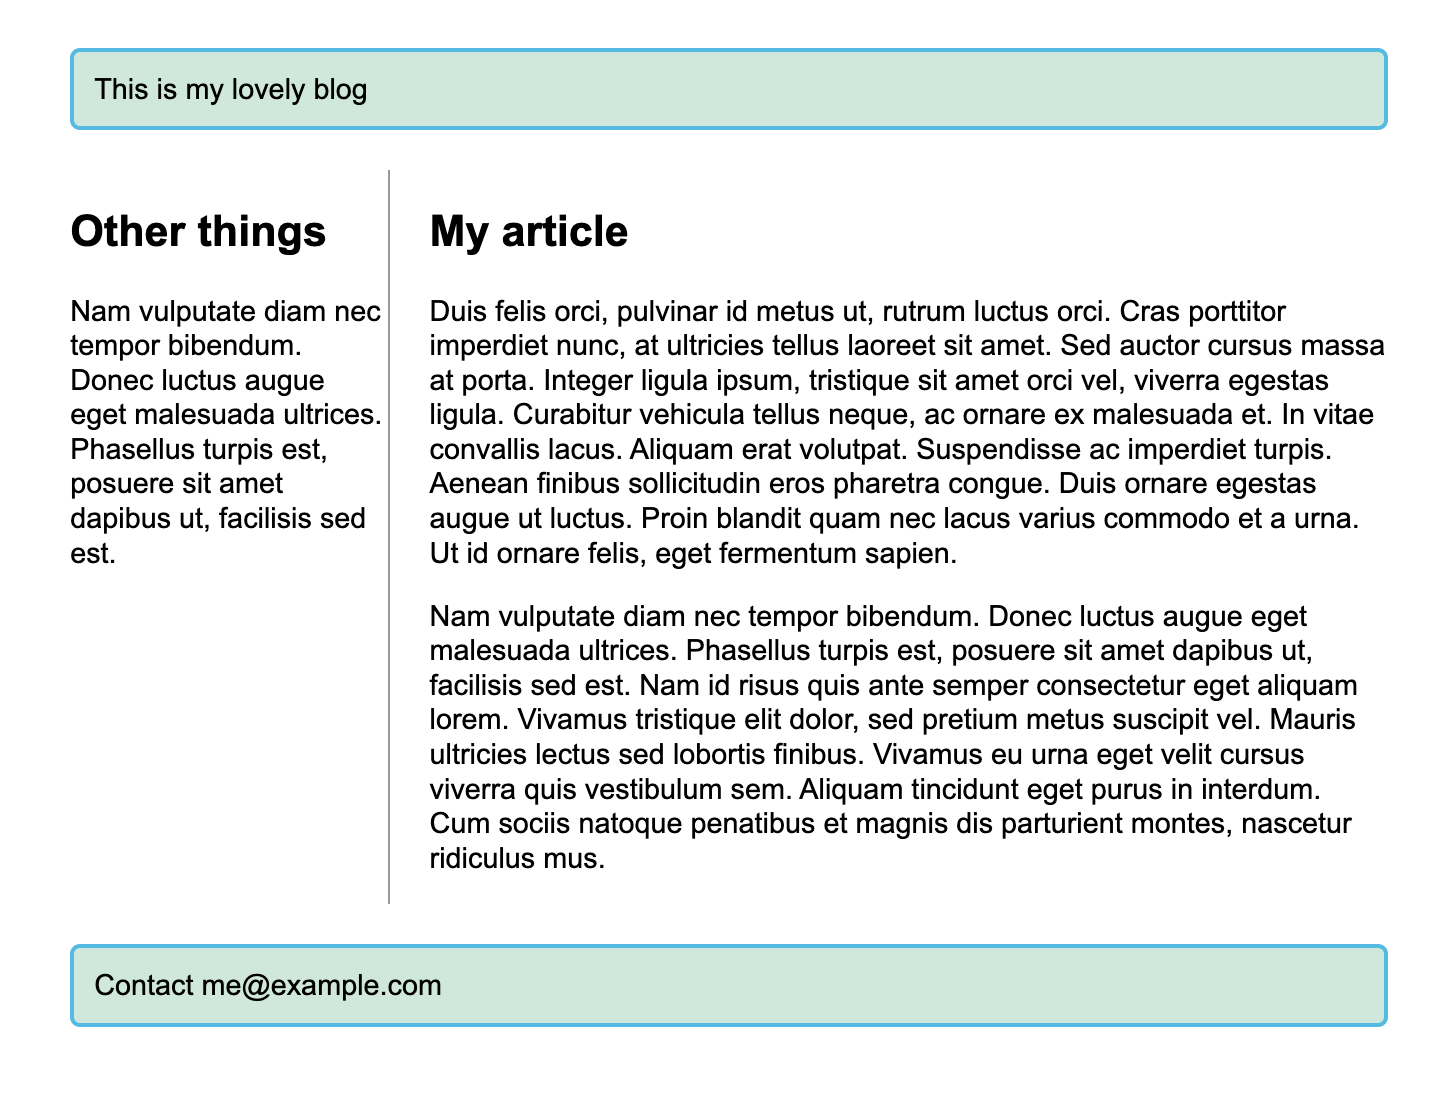 This is my lovely blog
Other things
Nam vulputate diam nec
tempor bibendum.
Donec luctus augue
eget malesuada ultrices.
Phasellus turpis est,
posuere sit amet
dapibus ut, facilisis sed
est.
My article
Duis felis orci, pulvinar id metus ut, rutrum luctus orci. Cras porttitor
imperdiet nunc, at ultricies tellus laoreet sit amet. Sed auctor cursus massa
at porta. Integer ligula ipsum, tristique sit amet orci vel, viverra egestas
ligula. Curabitur vehicula tellus neque, ac ornare ex malesuada et. In vitae
convallis lacus. Aliquam erat volutpat. Suspendisse ac imperdiet turpis.
Aenean finibus sollicitudin eros pharetra congue. Duis ornare egestas
augue ut luctus. Proin blandit quam nec lacus varius commodo et a urna.
Ut id ornare felis, eget fermentum sapien.
Nam vulputate diam nec tempor bibendum. Donec luctus augue eget
malesuada ultrices. Phasellus turpis est, posuere sit amet dapibus ut,
facilisis sed est. Nam id risus quis ante semper consectetur eget aliquam
lorem. Vivamus tristique elit dolor, sed pretium metus suscipit vel. Mauris
ultricies lectus sed lobortis finibus. Vivamus eu urna eget velit cursus
viverra quis vestibulum sem. Aliquam tincidunt eget purus in interdum.
Cum sociis natoque penatibus et magnis dis parturient montes, nascetur
ridiculus mus.
Contact me@example.com